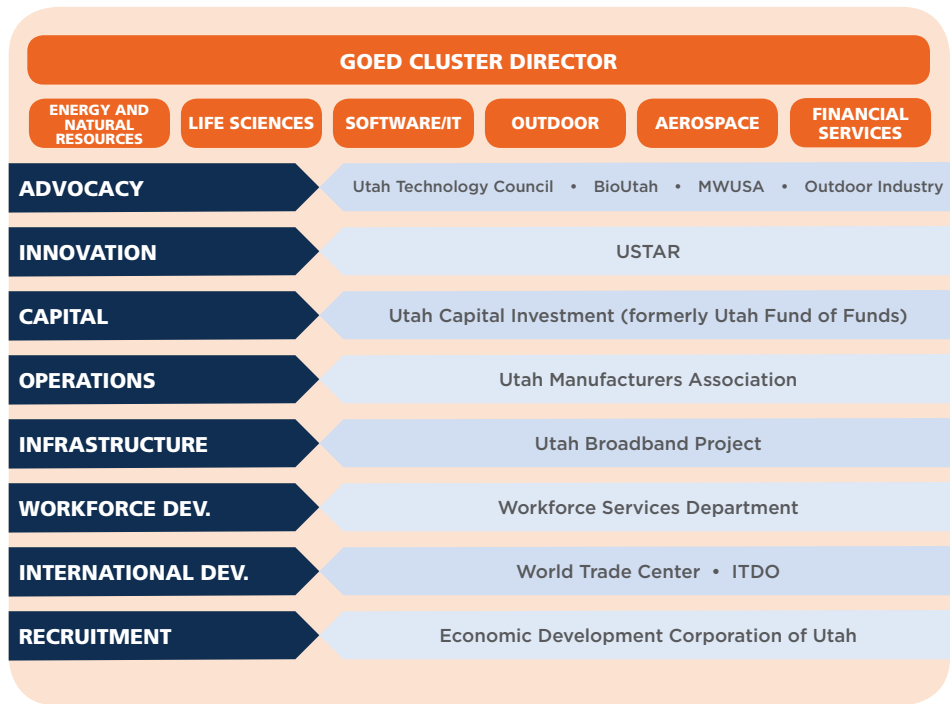 GOED CLUSTER DIRECTOR
ENERGY AND
NATURAL
RESOURCES
LIFE SCIENCES
SOFTWARE/IT
OUTDOOR
AEROSPACE
FINANCIAL
SERVICES
ADVOCACY
Utah Technology Council • BioUtah • MWUSA • Outdoor Industry
INNOVATION
USTAR
CAPITAL
Utah Capital Investment (formerly Utah Fund of Funds)
OPERATIONS
Utah Manufacturers Association
INFRASTRUCTURE
Utah Broadband Project
WORKFORCE DEV.
Workforce Services Department
INTERNATIONAL DEV.
World Trade Center • ITDO
RECRUITMENT
Economic Development Corporation of Utah